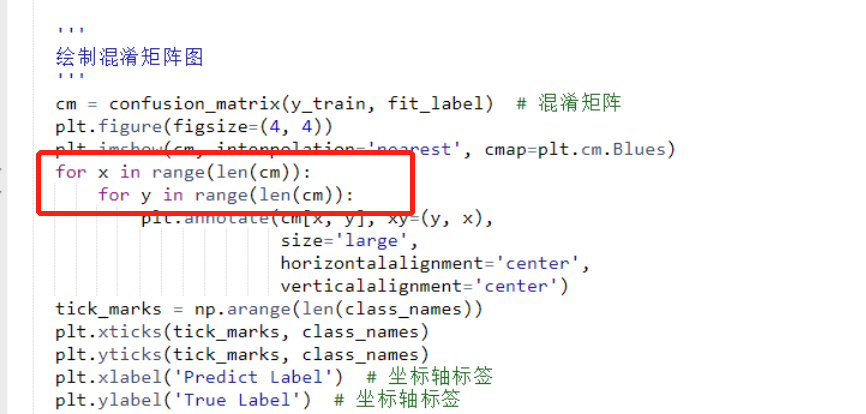 '''
绘制混淆矩阵图
'''
cm = confusion_matrix(y_train, fit_label)  # 混淆矩阵
plt.figure(figsize=(4, 4))
plt.imshow(cm, interpolation='nearest', cmap=plt.cm.Blues)
for x in range(len(cm)):
    for y in range(len(cm)):
        plt.annotate(cm[x, y], xy=(y, x),
                     size='large',
                     horizontalalignment='center',
                     verticalalignment='center')
tick_marks = np.arange(len(class_names))
plt.xticks(tick_marks, class_names)
plt.yticks(tick_marks, class_names)
plt.xlabel('Predict Label')  # 坐标轴标签
plt.ylabel('True Label')  # 坐标轴标签